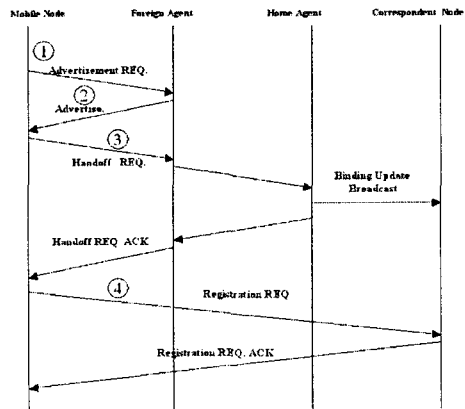 Mobile Node Foreign Agent Home Agent Correspondent Node
1
Advertizement REQ.
2
Advertise.
3
Handoff REQ.
Binding Update
Broadcast
Handoff REQ ACK
4
Registration REQ
Registration REQ. ACK